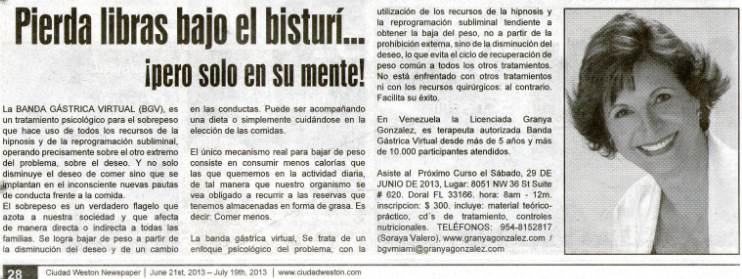 Pierda libras bajo el bisturí...
¡pero solo en su mente!
La BANDA GÁSTRICA VIRTUAL (BGV), es
un tratamiento psicológico para el sobrepeso
que hace uso de todos los recursos de la
hipnosis y de la reprogramación subliminal,
operando precisamente sobre el otro extremo
del problema, sobre el deseo. Y no solo
disminuye el deseo de comer sino que se
implantan en el inconsciente nuevas pautas
de conducta frente a la comida.
El sobrepeso es un verdadero flagelo que
azota a nuestra sociedad y que afecta
de manera directa o indirecta a todas las
familias. Se logra bajar de peso a partir de
la disminución del deseo y de un cambio
en las conductas. Puede ser acompañando
una dieta o simplemente cuidándose en la
elección de las comidas.
El único mecanismo real para bajar de peso
consiste en consumir menos calorías que
las que quememos en la actividad diaria,
de tal manera que nuestro organismo se
vea obligado a recurrir a las reservas que
tenemos almacenadas en forma de grasa. Es
decir: Comer menos.
La banda gástrica virtual, Se trata de un
enfoque psicológico del problema, con la
utilización de los recursos de la hipnosis y
la reprogramación subliminal tendiente a
obtener la baja del peso, no a partir de la
prohibición externa, sino de la disminución del
deseo, lo que evita el ciclo de recuperación de
peso común a todos los otros tratamientos.
No está enfrentado con otros tratamientos
ni con los recursos quirúrgicos: al contrario.
Facilita su éxito.
En Venezuela la Licenciada Granya
Gonzalez, es terapeuta autorizada Banda
Gástrica Virtual desde más de 5 años y más
de 10.000 participantes atendidos.
Asiste al Próximo Curso el Sábado, 29 DE
JUNIO DE 2013, Lugar: 8051 NW 36 St Suite
# 620. Doral FL 33166. hora: 8am - 12m.
inscripcion: $ 300. incluye: material teórico-
práctico, cd´s de tratamiento, controles
nutricionales. TELÉFONOS: 954-8152817
(Soraya Valero), www.granyagonzalez.com /
bgvmiami@granyagonzalez.com
28 Ciudad Weston Newspaper | June 21st, 2013 – July 19th, 2013 | www.ciudadweston.com